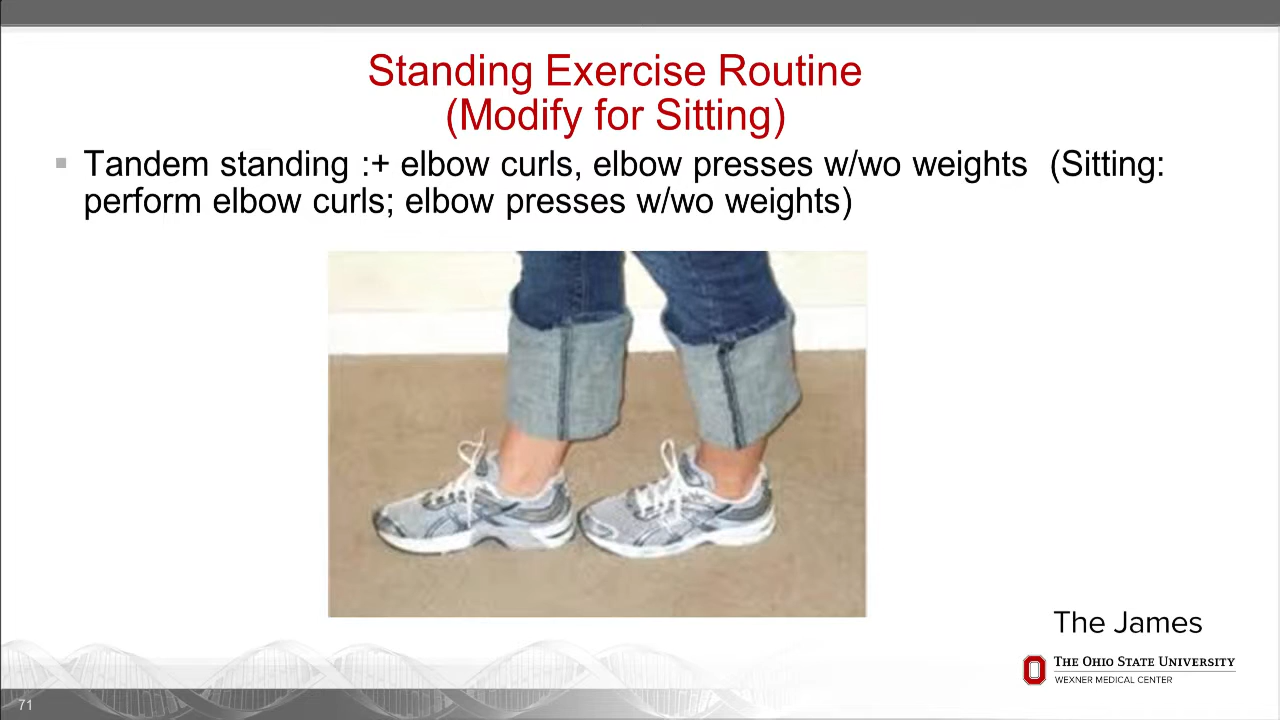 Standing Exercise Routine
(Modify for Sitting)
Tandem standing :+ elbow curls, elbow presses w/wo weights (Sitting:
perform elbow curls; elbow presses w/wo weights)
The James
THE OHIO STATE UNIVERSITY
WEXNER MEDICAL CENTER
71